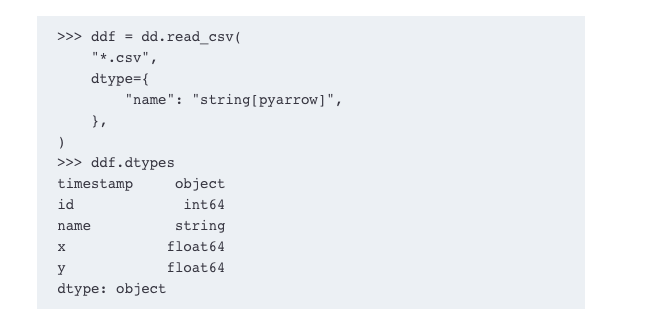 >>> ddf = dd.read_csv(
    "*.csv",
    dtype={
        "name": "string[pyarrow]",
    },
)
>>> ddf.dtypes
timestamp     object
id             int64
name          string
x            float64
y            float64
dtype: object